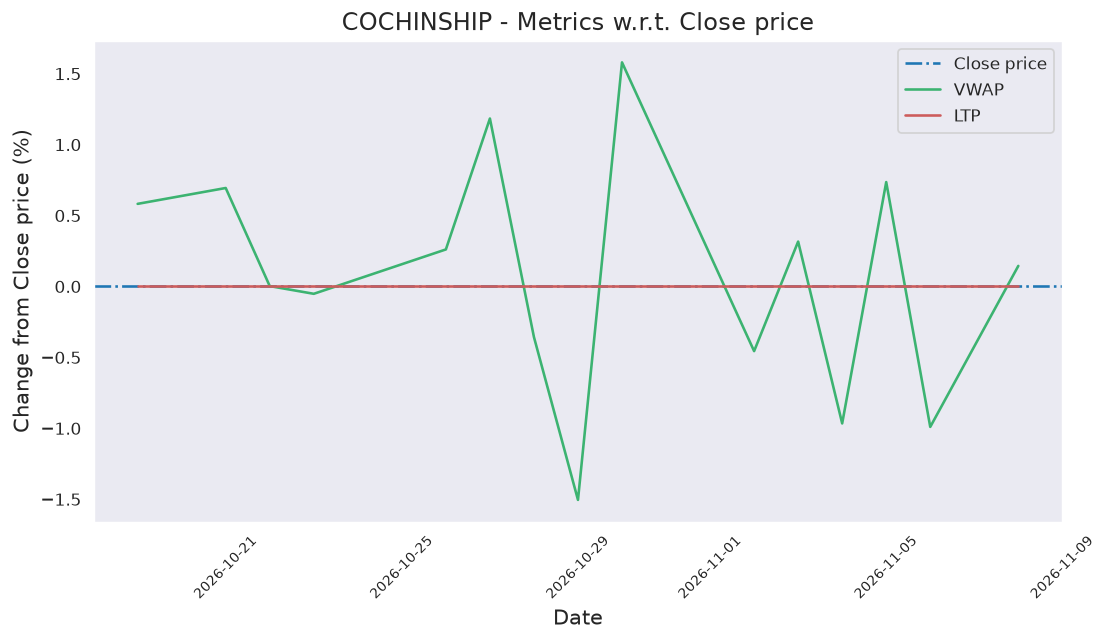 COCHINSHIP - Metrics w.r.t. Close price
Close price
VWAP
LTP
Change from Close price (%)
1.5
1.0
0.5
0.0
−0.5
−1.0
−1.5
2026-10-21
2026-10-25
2026-10-29
2026-11-01
2026-11-05
2026-11-09
Date